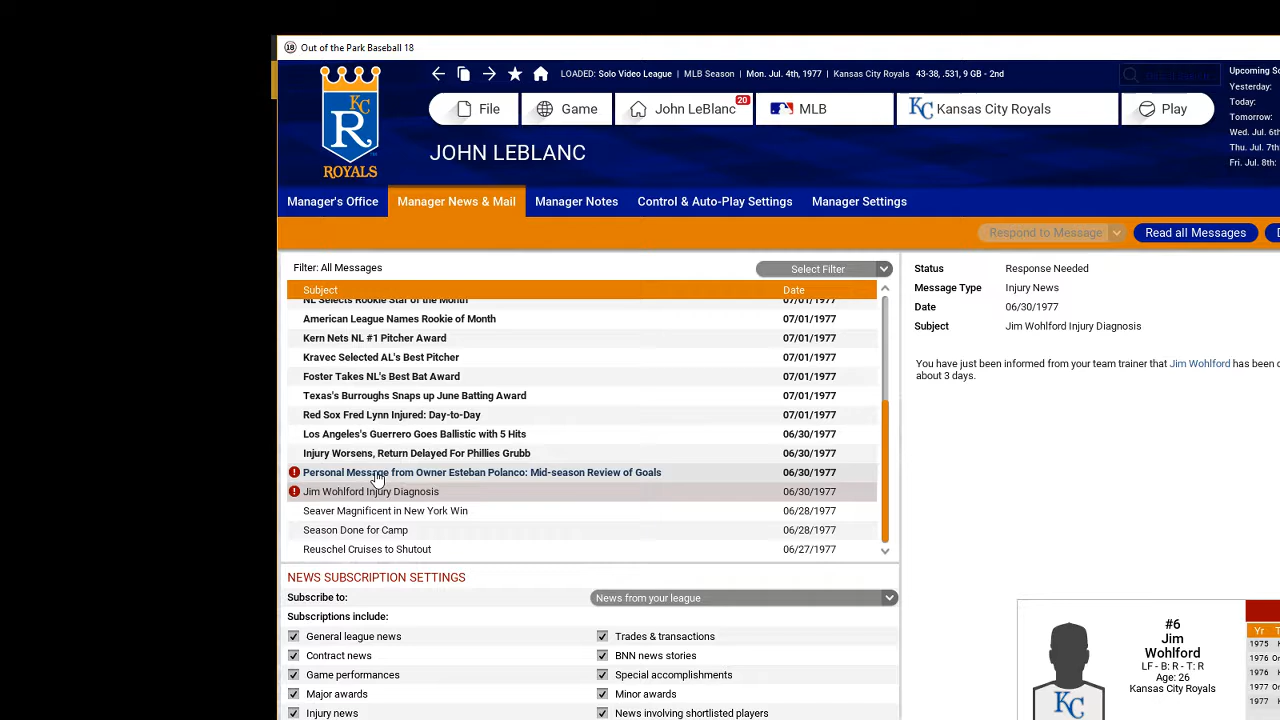 18 Out of the Park Baseball 18
LOADED: Solo Video League | MLB Season | Mon. Jul. 4th, 1977 | Kansas City Royals 43-38, .531, 9 GB - 2nd
Upcoming
Yesterday:
Today:
Tomorrow:
Wed. Jul. 6th
Thu. Jul. 7th
Fri. Jul. 8th:
KC
R
ROYALS
File
Game
John LeBlanc
20
MLB
KC Kansas City Royals
Play
JOHN LEBLANC
Manager's Office
Manager News & Mail
Manager Notes
Control & Auto-Play Settings
Manager Settings
Respond to Message
Read all Messages
Filter: All Messages
Select Filter
Subject Date
NL Selects Rookie Star of the Month 07/01/1977
American League Names Rookie of Month 07/01/1977
Kern Nets NL #1 Pitcher Award 07/01/1977
Kravec Selected AL's Best Pitcher 07/01/1977
Foster Takes NL's Best Bat Award 07/01/1977
Texas's Burroughs Snaps up June Batting Award 07/01/1977
Red Sox Fred Lynn Injured: Day-to-Day 07/01/1977
Los Angeles's Guerrero Goes Ballistic with 5 Hits 06/30/1977
Injury Worsens, Return Delayed For Phillies Grubb 06/30/1977
Personal Message from Owner Esteban Polanco: Mid-season Review of Goals 06/30/1977
Jim Wohlford Injury Diagnosis 06/30/1977
Seaver Magnificent in New York Win 06/28/1977
Season Done for Camp 06/28/1977
Reuschel Cruises to Shutout 06/27/1977
Status Response Needed
Message Type Injury News
Date 06/30/1977
Subject Jim Wohlford Injury Diagnosis
You have just been informed from your team trainer that Jim Wohlford has been
about 3 days.
NEWS SUBSCRIPTION SETTINGS
Subscribe to: News from your league
Subscriptions include:
General league news Trades & transactions
Contract news BNN news stories
Game performances Special accomplishments
Major awards Minor awards
Injury news News involving shortlisted players
#6
Jim
Wohlford
LF - B: R - T: R
Age: 26
Kansas City Royals
KC
Yr
1975
1976
1976
1977
1977